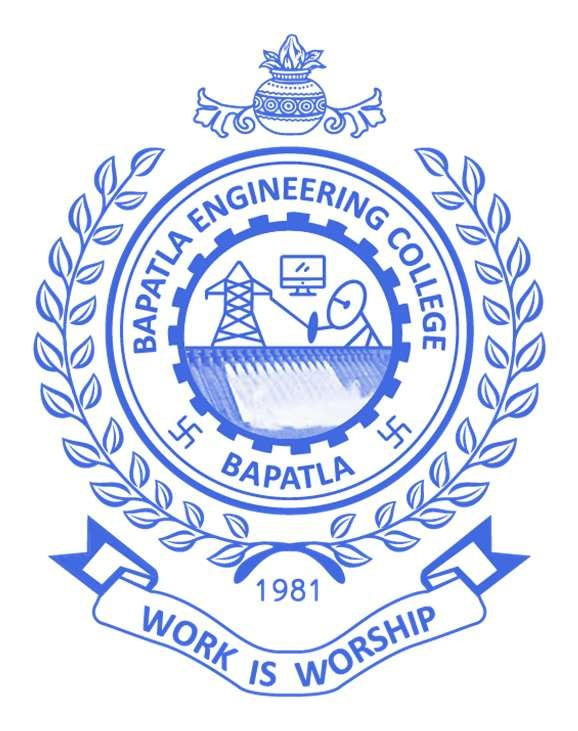 BAPATLA ENGINEERING COLLEGE
BAPATLA
1981
WORK IS WORSHIP